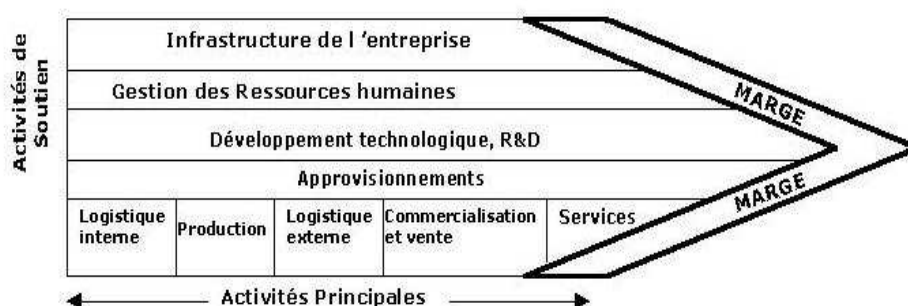 Activités de
Soutien
Infrastructure de l 'entreprise
Gestion des Ressources humaines
Développement technologique, R&D
Approvisionnements
Logistique
interne
Production
Logistique
externe
Commercialisation
et vente
Services
MARGE
MARGE
Activités Principales